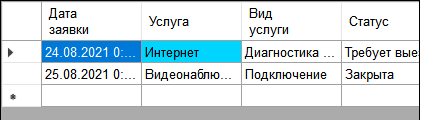 Дата заявки Услуга Вид услуги Статус
24.08.2021 0:... Интернет Диагностика ... Требует вые
25.08.2021 0:... Видеонаблю... Подключение Закрыта